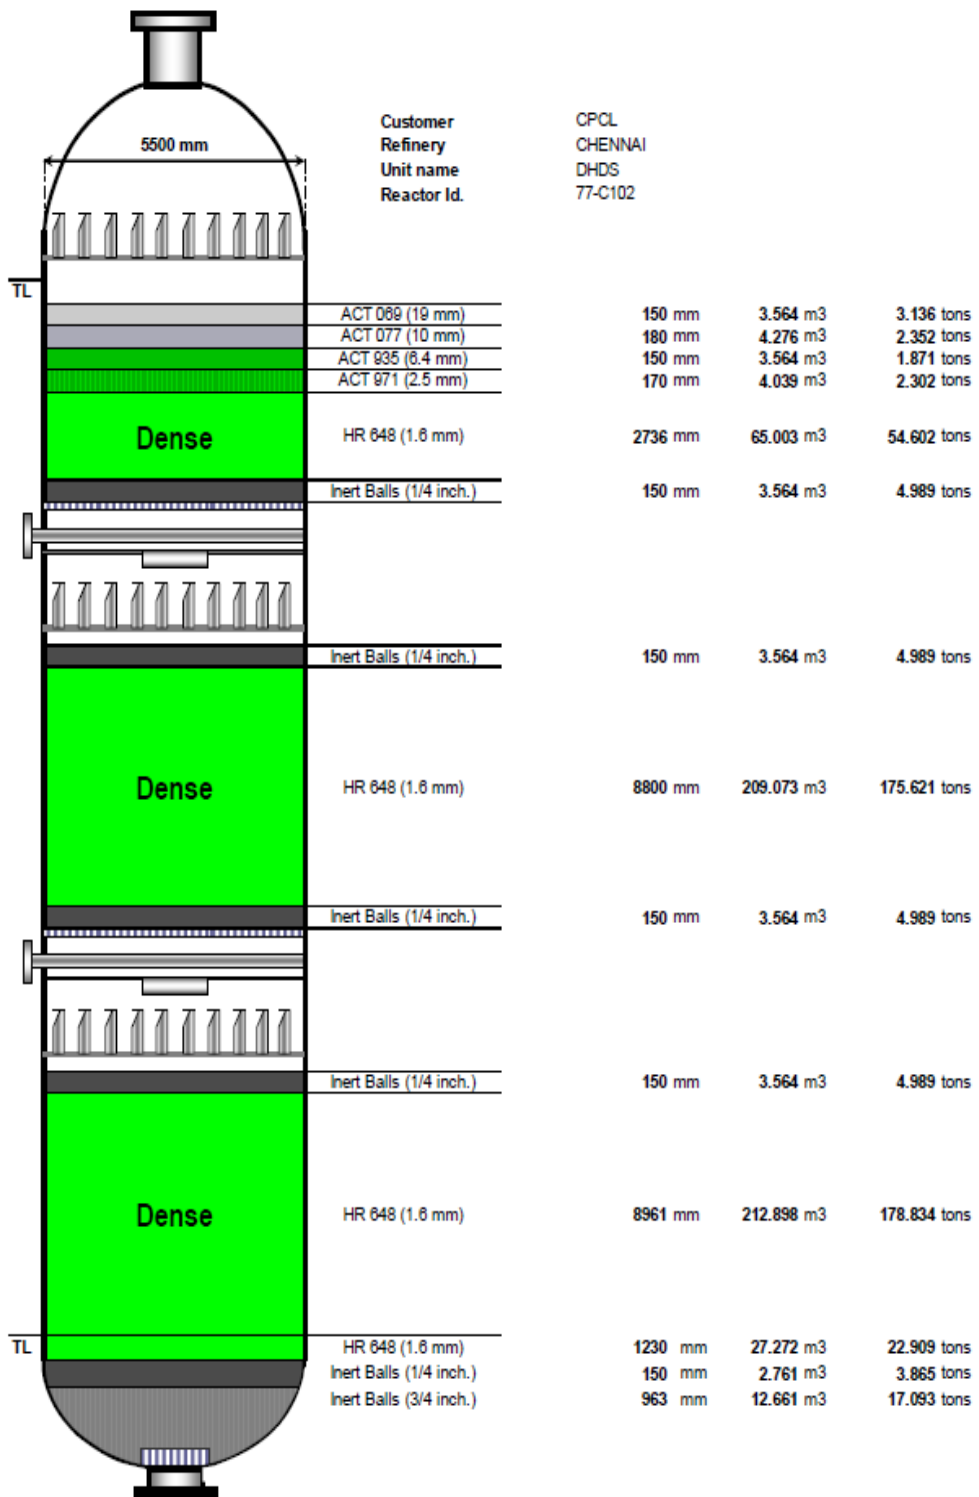 Customer CPCL
5500 mm Refinery CHENNAI
Unit name DHDS
Reactor Id. 77-C102
TL
ACT 069 (19 mm) 150 mm 3.564 m3 3.136 tons
ACT 077 (10 mm) 180 mm 4.276 m3 2.352 tons
ACT 935 (6.4 mm) 150 mm 3.564 m3 1.871 tons
ACT 971 (2.5 mm) 170 mm 4.039 m3 2.302 tons
Dense HR 648 (1.6 mm) 2736 mm 65.003 m3 54.602 tons
Inert Balls (1/4 inch.) 150 mm 3.564 m3 4.989 tons
Inert Balls (1/4 inch.) 150 mm 3.564 m3 4.989 tons
Dense HR 648 (1.6 mm) 8800 mm 209.073 m3 175.621 tons
Inert Balls (1/4 inch.) 150 mm 3.564 m3 4.989 tons
Inert Balls (1/4 inch.) 150 mm 3.564 m3 4.989 tons
Dense HR 648 (1.6 mm) 8961 mm 212.898 m3 178.834 tons
TL HR 648 (1.6 mm) 1230 mm 27.272 m3 22.909 tons
Inert Balls (1/4 inch.) 150 mm 2.761 m3 3.865 tons
Inert Balls (3/4 inch.) 963 mm 12.661 m3 17.093 tons